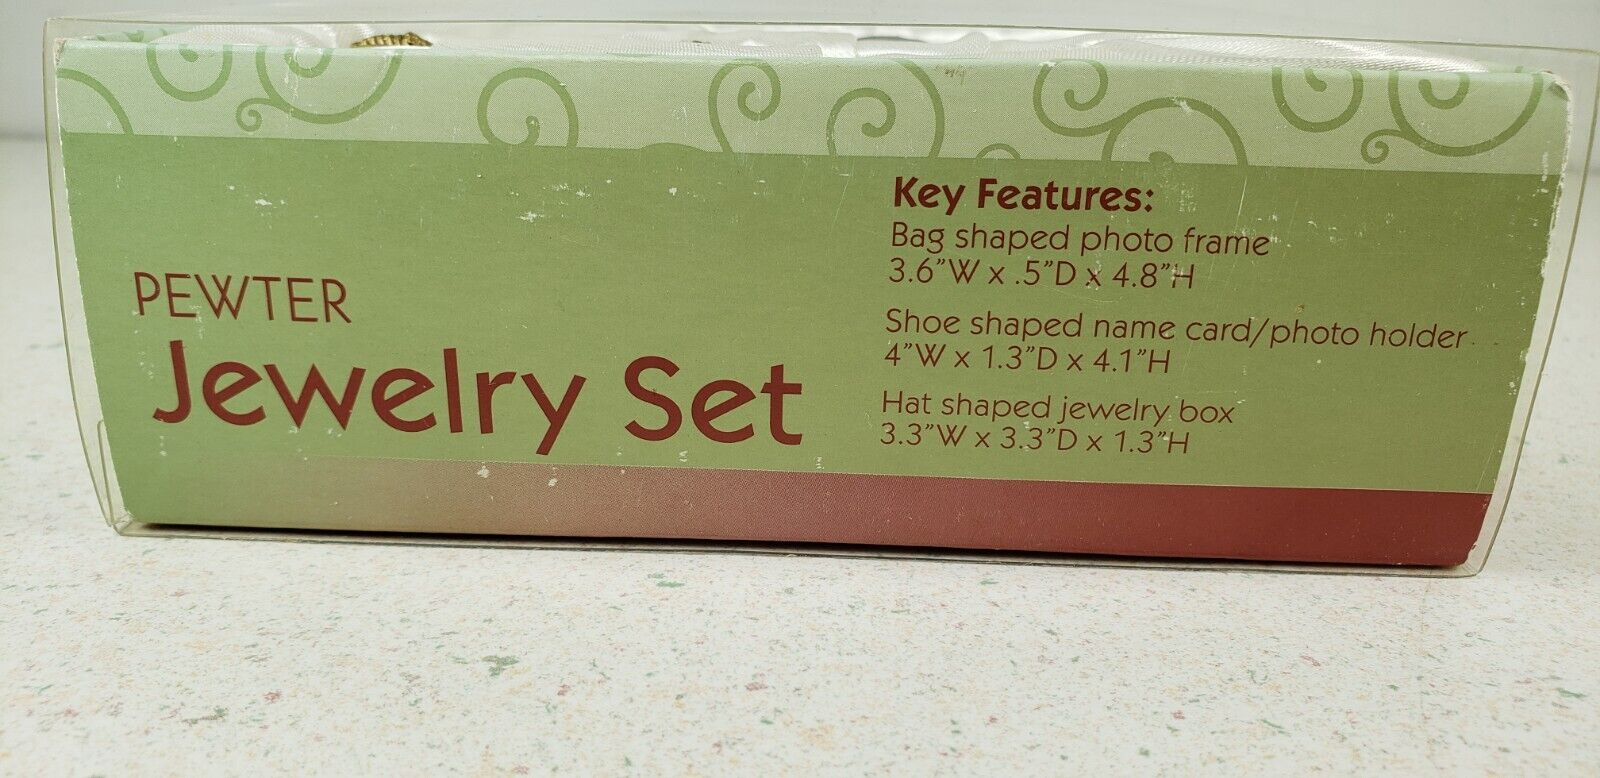 PEWTER
Jewelry Set
Key Features:
Bag shaped photo frame
3.6”W x .5”D x 4.8”H
Shoe shaped name card/photo holder
4”W x 1.3”D x 4.1”H
Hat shaped jewelry box
3.3”W x 3.3”D x 1.3”H